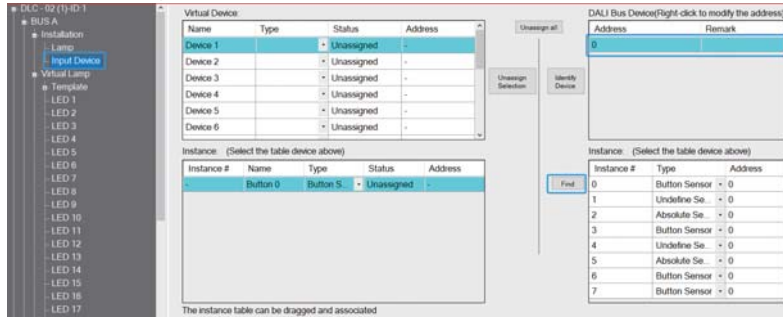 DLC - 02 (1)-ID:1
BUS A
Installation
Lamp
Input Device
Virtual Lamp
Template
LED 1
LED 2
LED 3
LED 4
LED 5
LED 6
LED 7
LED 8
LED 9
LED 10
LED 11
LED 12
LED 13
LED 14
LED 15
LED 16
LED 17
Virtual Device:
Name Type Status Address
Device 1 Unassigned -
Device 2 Unassigned -
Device 3 Unassigned -
Device 4 Unassigned -
Device 5 Unassigned -
Device 6 Unassigned -
Instance: (Select the table device above)
Instance # Name Type Status Address
- Button 0 Button S... Unassigned -
The instance table can be dragged and associated
Unassign all
Unassign Selection
Identify Device
Find
DALI Bus Device(Right-click to modify the address
Address Remark
0
Instance: (Select the table device above)
Instance # Type Address
0 Button Sensor 0
1 Undefine Se... 0
2 Absolute Se... 0
3 Button Sensor 0
4 Undefine Se... 0
5 Absolute Se... 0
6 Button Sensor 0
7 Button Sensor 0